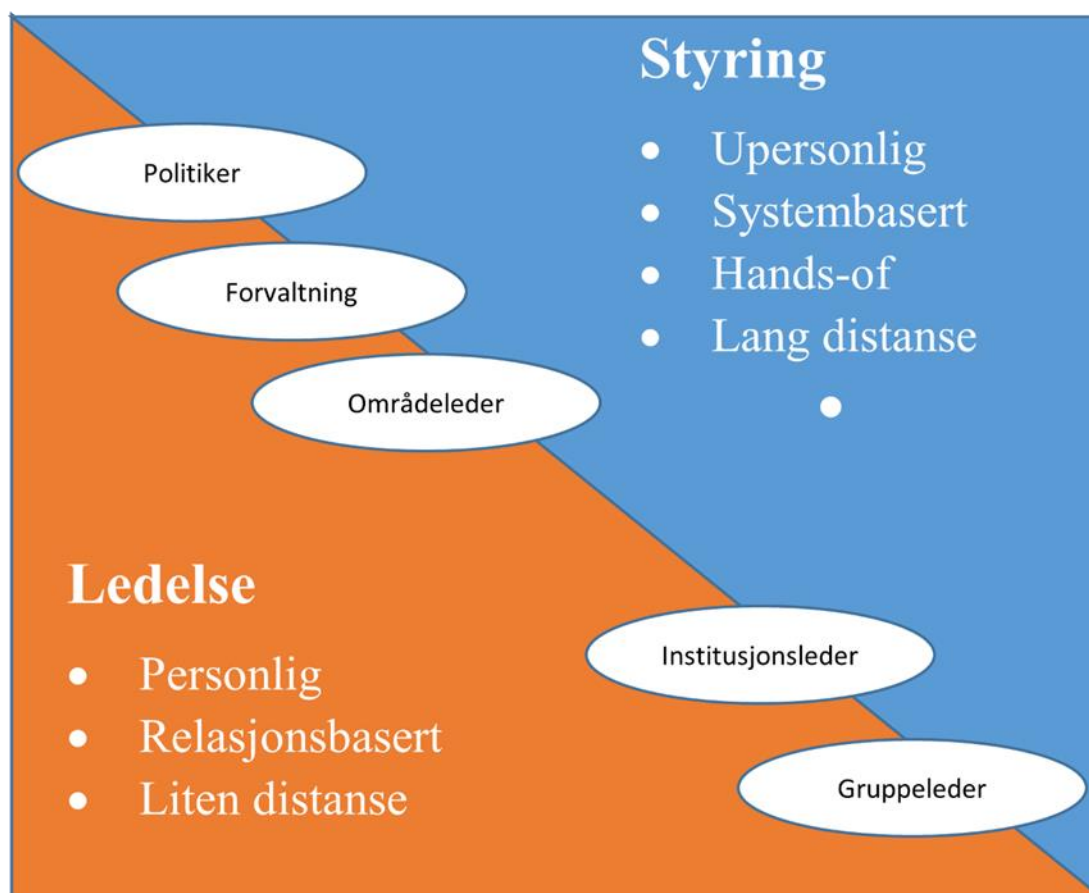 Styring
• Upersonlig
• Systembasert
• Hands-of
• Lang distanse
•
Politiker
Forvaltning
Områdeleder
Ledelse
• Personlig
• Relasjonsbasert
• Liten distanse
Institusjonsleder
Gruppeleder